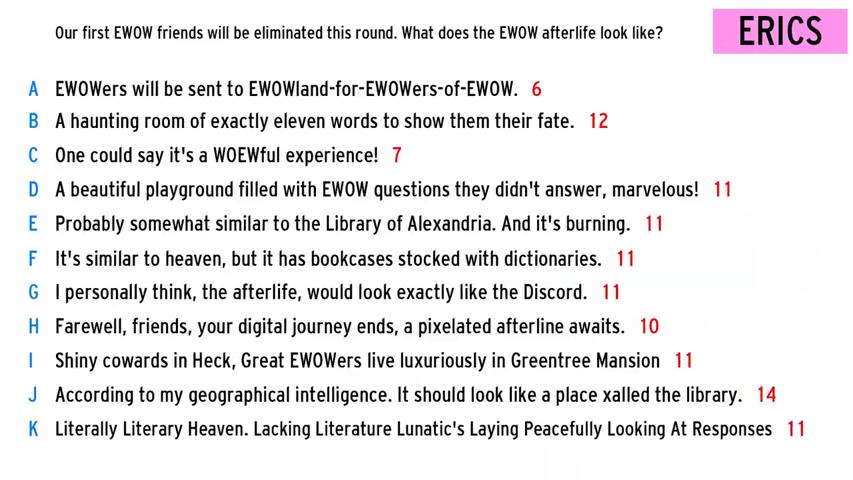 Our first EWOW friends will be eliminated this round. What does the EWOW afterlife look like?
ERICS
A EWOWers will be sent to EWOWland-for-EWOWers-of-EWOW. 6
B A haunting room of exactly eleven words to show them their fate. 12
C One could say it's a WOEWful experience! 7
D A beautiful playground filled with EWOW questions they didn't answer, marvelous! 11
E Probably somewhat similar to the Library of Alexandria. And it's burning. 11
F It's similar to heaven, but it has bookcases stocked with dictionaries. 11
G I personally think, the afterlife, would look exactly like the Discord. 11
H Farewell, friends, your digital journey ends, a pixelated afterline awaits. 10
I Shiny cowards in Heck, Great EWOWers live luxuriously in Greentree Mansion 11
J According to my geographical intelligence. It should look like a place xalled the library. 14
K Literally Literary Heaven. Lacking Literature Lunatic's Laying Peacefully Looking At Responses 11